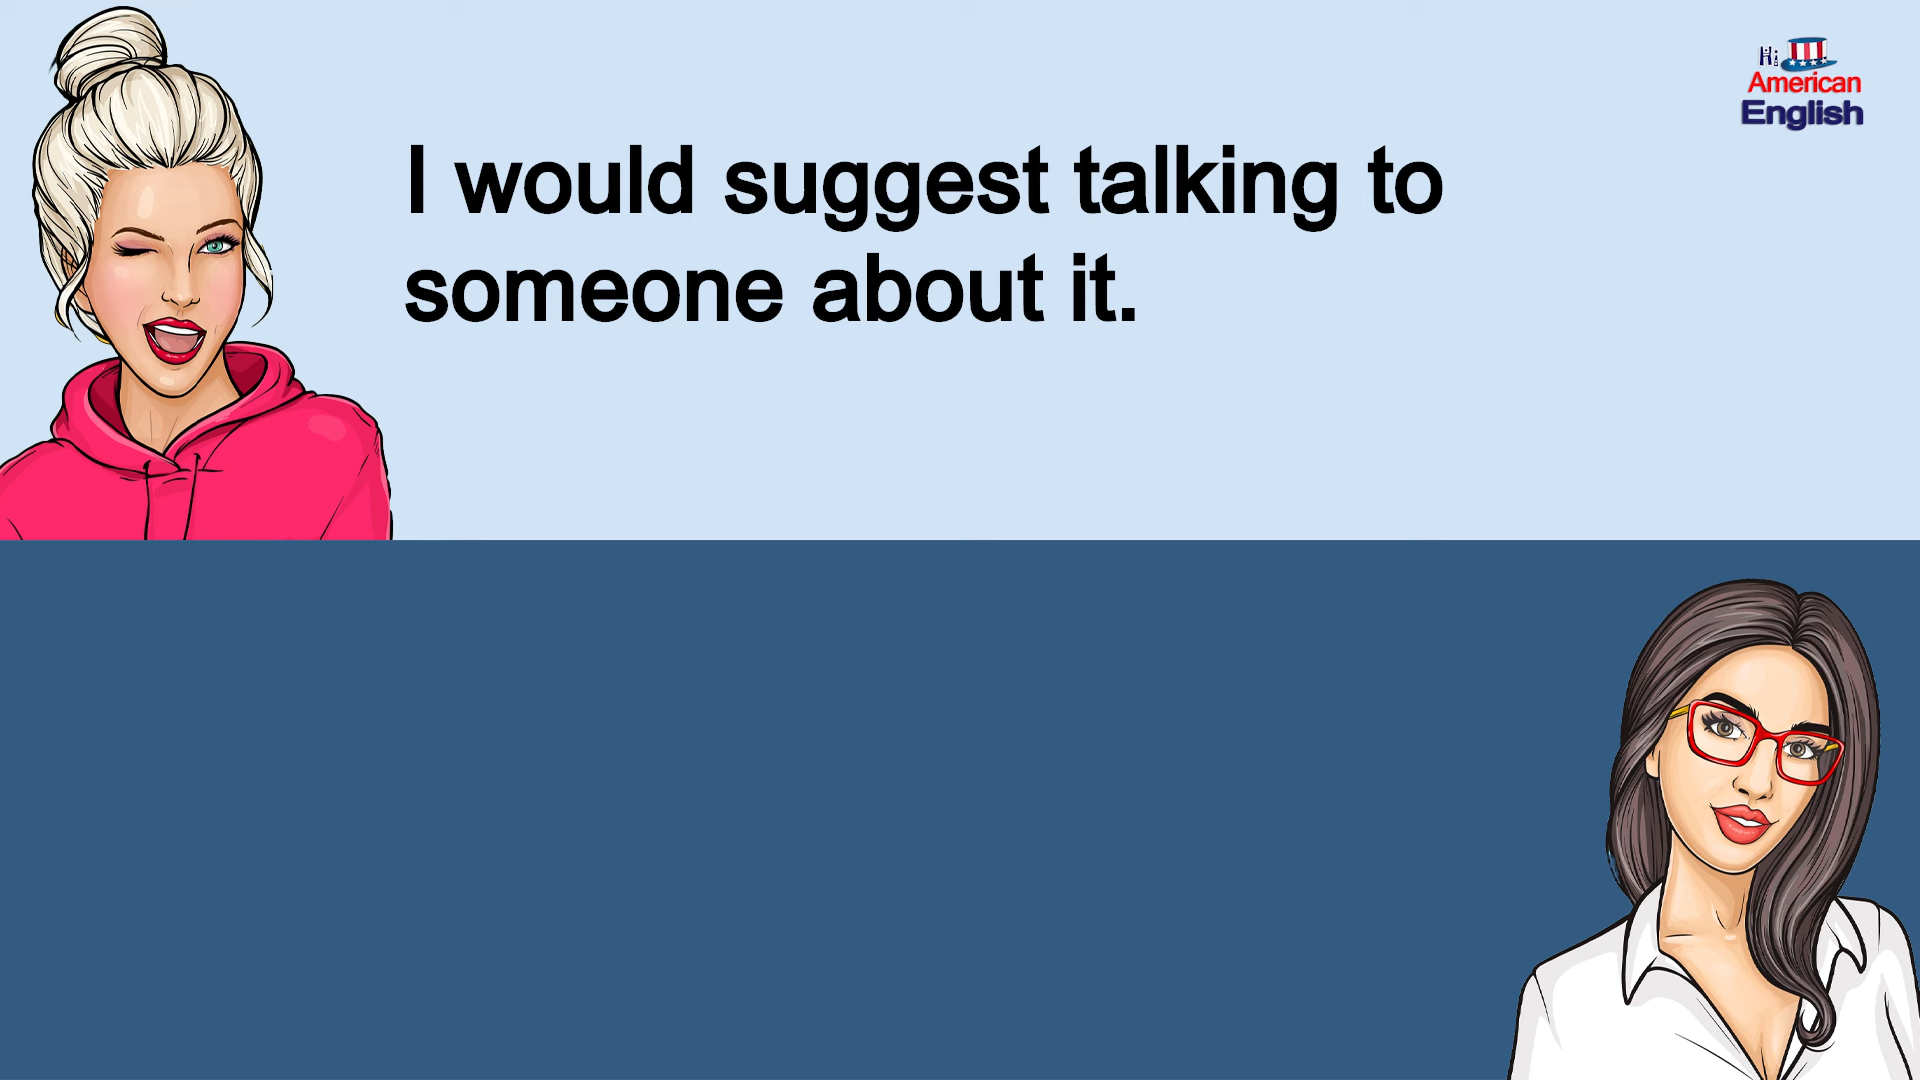 Hi
American
English
I would suggest talking to
someone about it.